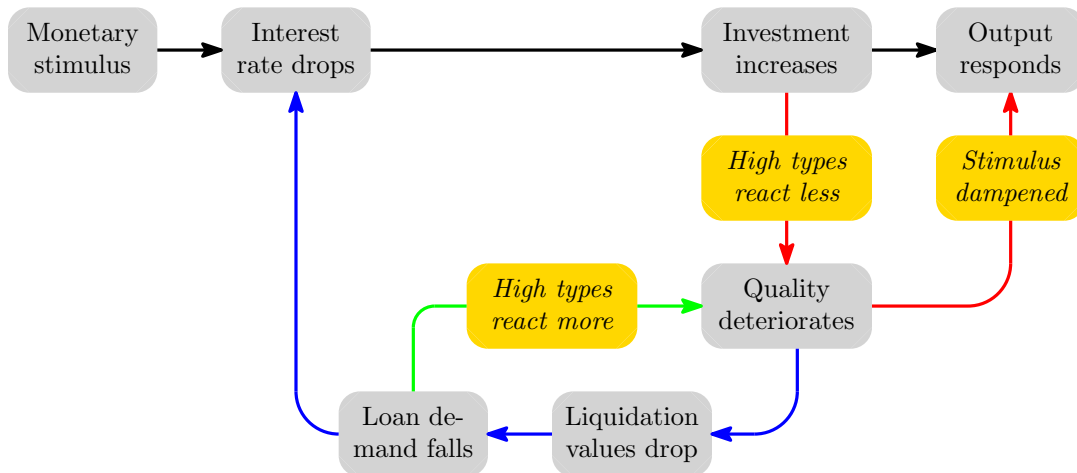 Monetary
stimulus
Interest
rate drops
Investment
increases
Output
responds
High types
react less
Stimulus
dampened
High types
react more
Quality
deteriorates
Loan de-
mand falls
Liquidation
values drop